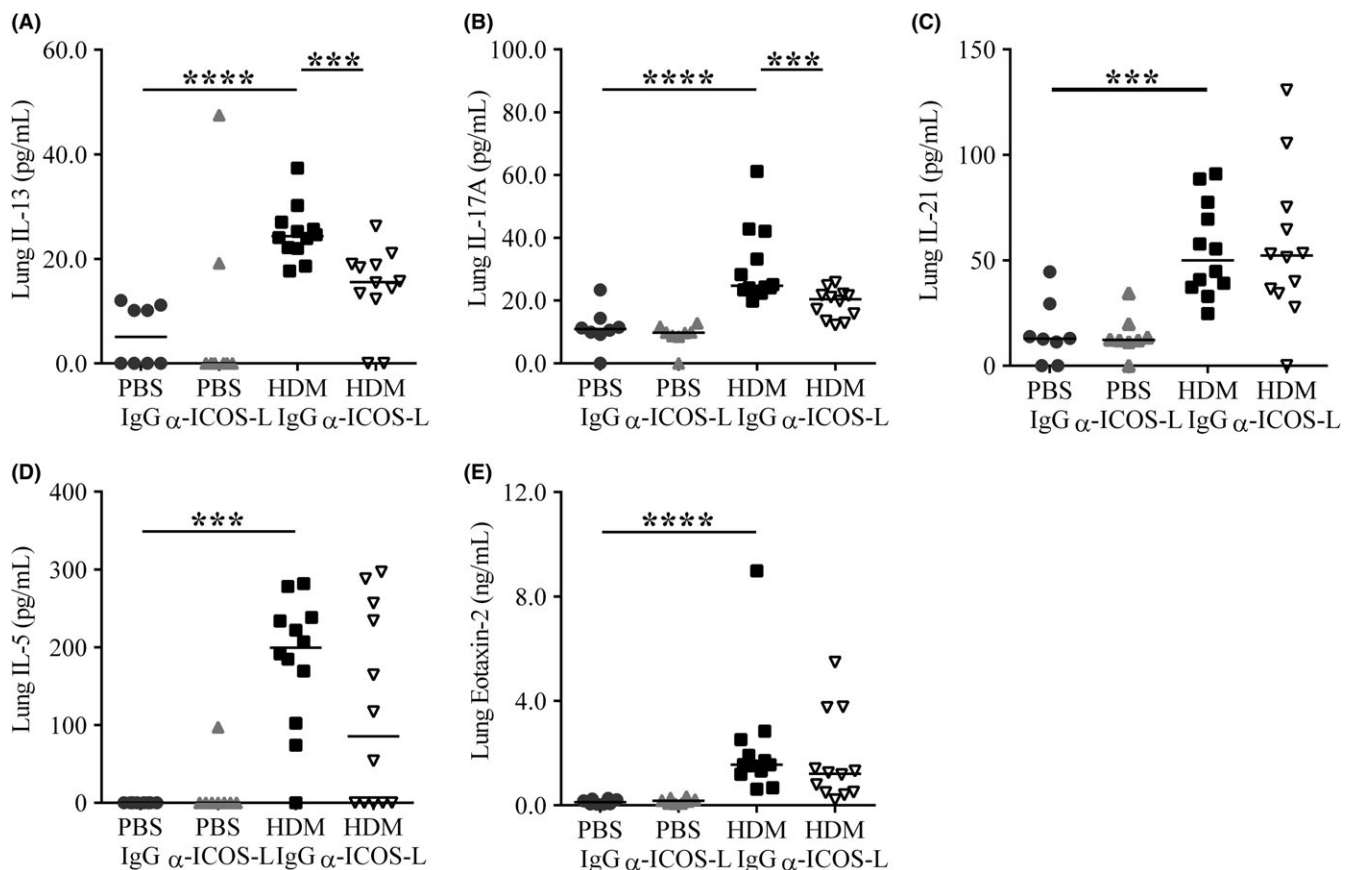 (A)
60.0
40.0
20.0
0.0
Lung IL-13 (pg/mL)
****
***
PBS PBS HDM HDM
IgG α-ICOS-L IgG α-ICOS-L
(B)
100.0
80.0
60.0
40.0
20.0
0.0
Lung IL-17A (pg/mL)
****
***
PBS PBS HDM HDM
IgG α-ICOS-L IgG α-ICOS-L
(C)
150
100
50
0
Lung IL-21 (pg/mL)
***
PBS PBS HDM HDM
IgG α-ICOS-L IgG α-ICOS-L
(D)
400
300
200
100
0
Lung IL-5 (pg/mL)
***
PBS PBS HDM HDM
IgG α-ICOS-L IgG α-ICOS-L
(E)
12.0
8.0
4.0
0.0
Lung Eotaxin-2 (ng/mL)
****
PBS PBS HDM HDM
IgG α-ICOS-L IgG α-ICOS-L